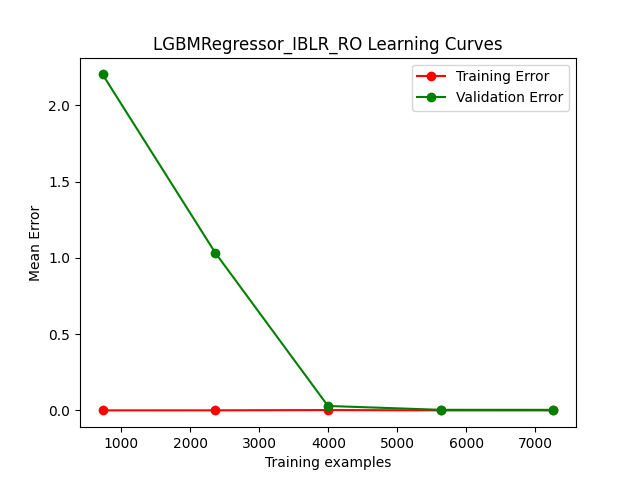 LGBMRegressor_IBLR_RO Learning Curves
Training Error
Validation Error
Mean Error
2.0
1.5
1.0
0.5
0.0
1000 2000 3000 4000 5000 6000 7000
Training examples